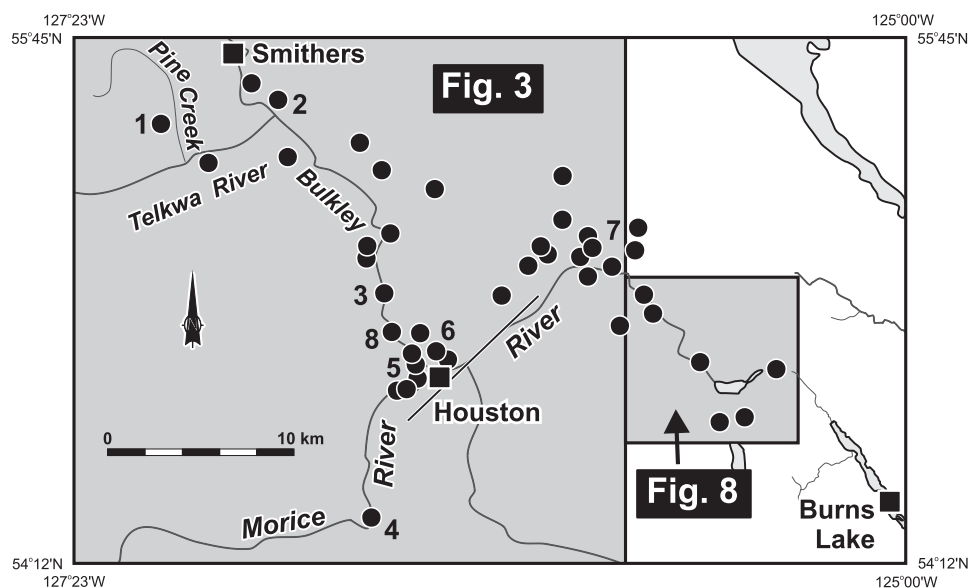 127°23'W
125°00'W
55°45'N
55°45'N
Smithers
Fig. 3
Pine Creek
2
1
Telkwa River
Bulkley
7
3
River
8
6
5
Houston
0
10 km
River
Fig. 8
Morice
4
Burns
Lake
54°12'N
54°12'N
127°23'W
125°00'W